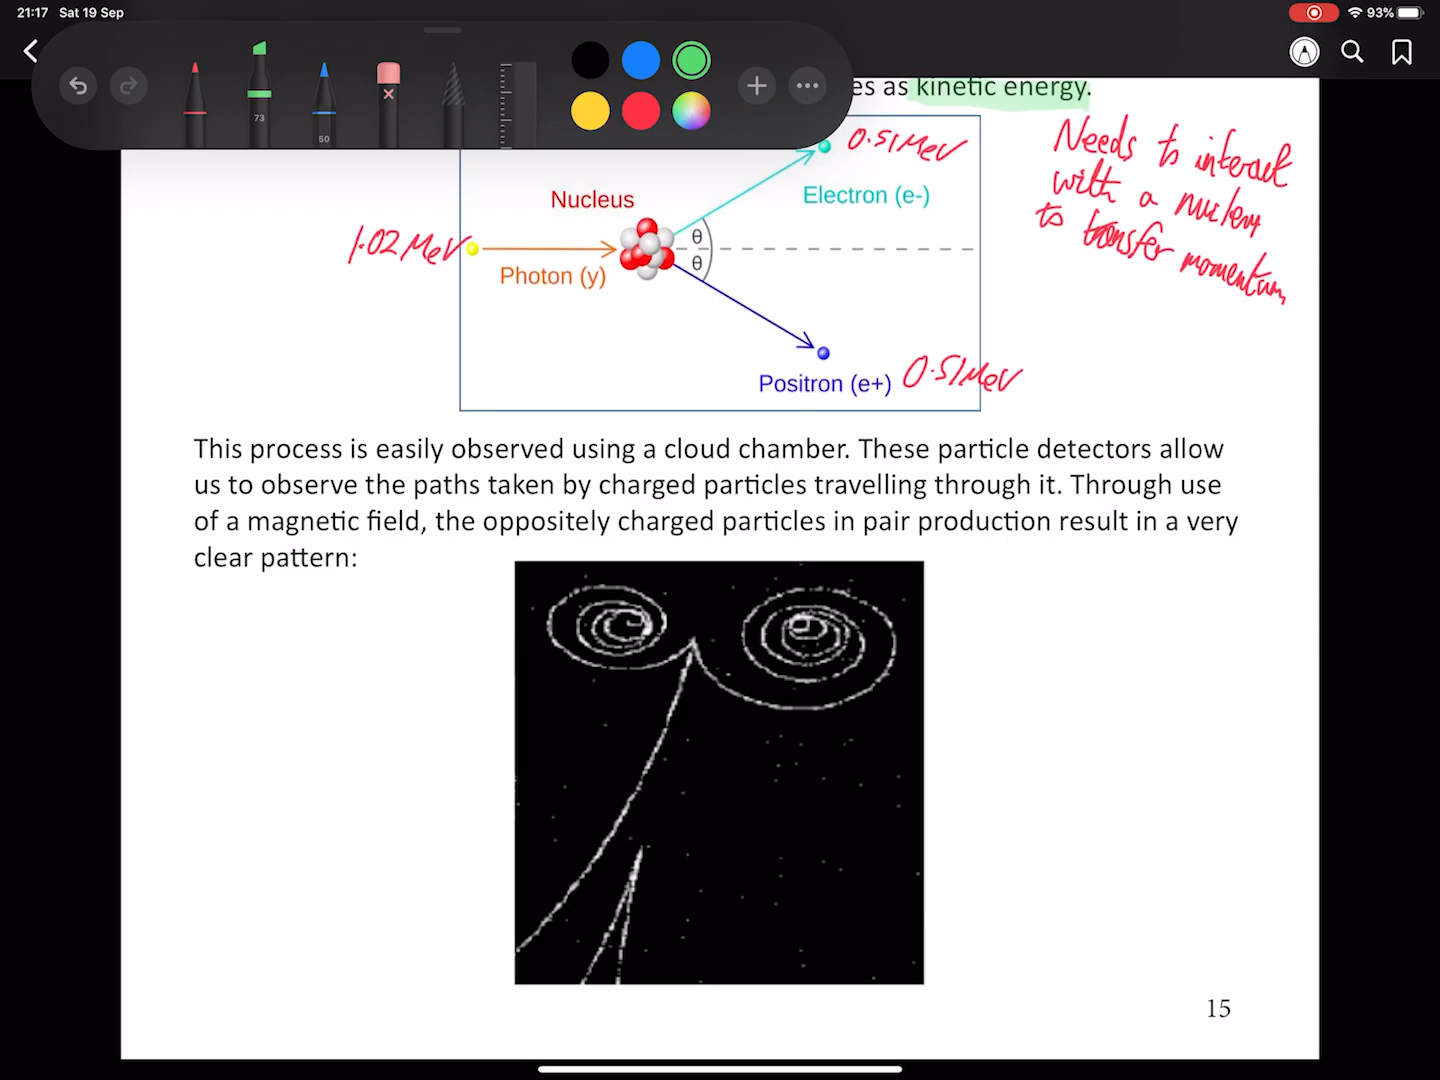 21:17 Sat 19 Sep
93%
73
50
es as kinetic energy.
0.51MeV
Needs to interact
with a nucleus
to transfer momentum
Nucleus
Electron (e-)
θ
1.02MeV
θ
Photon (y)
Positron (e+)
0.51MeV
This process is easily observed using a cloud chamber. These particle detectors allow
us to observe the paths taken by charged particles travelling through it. Through use
of a magnetic field, the oppositely charged particles in pair production result in a very
clear pattern:
15